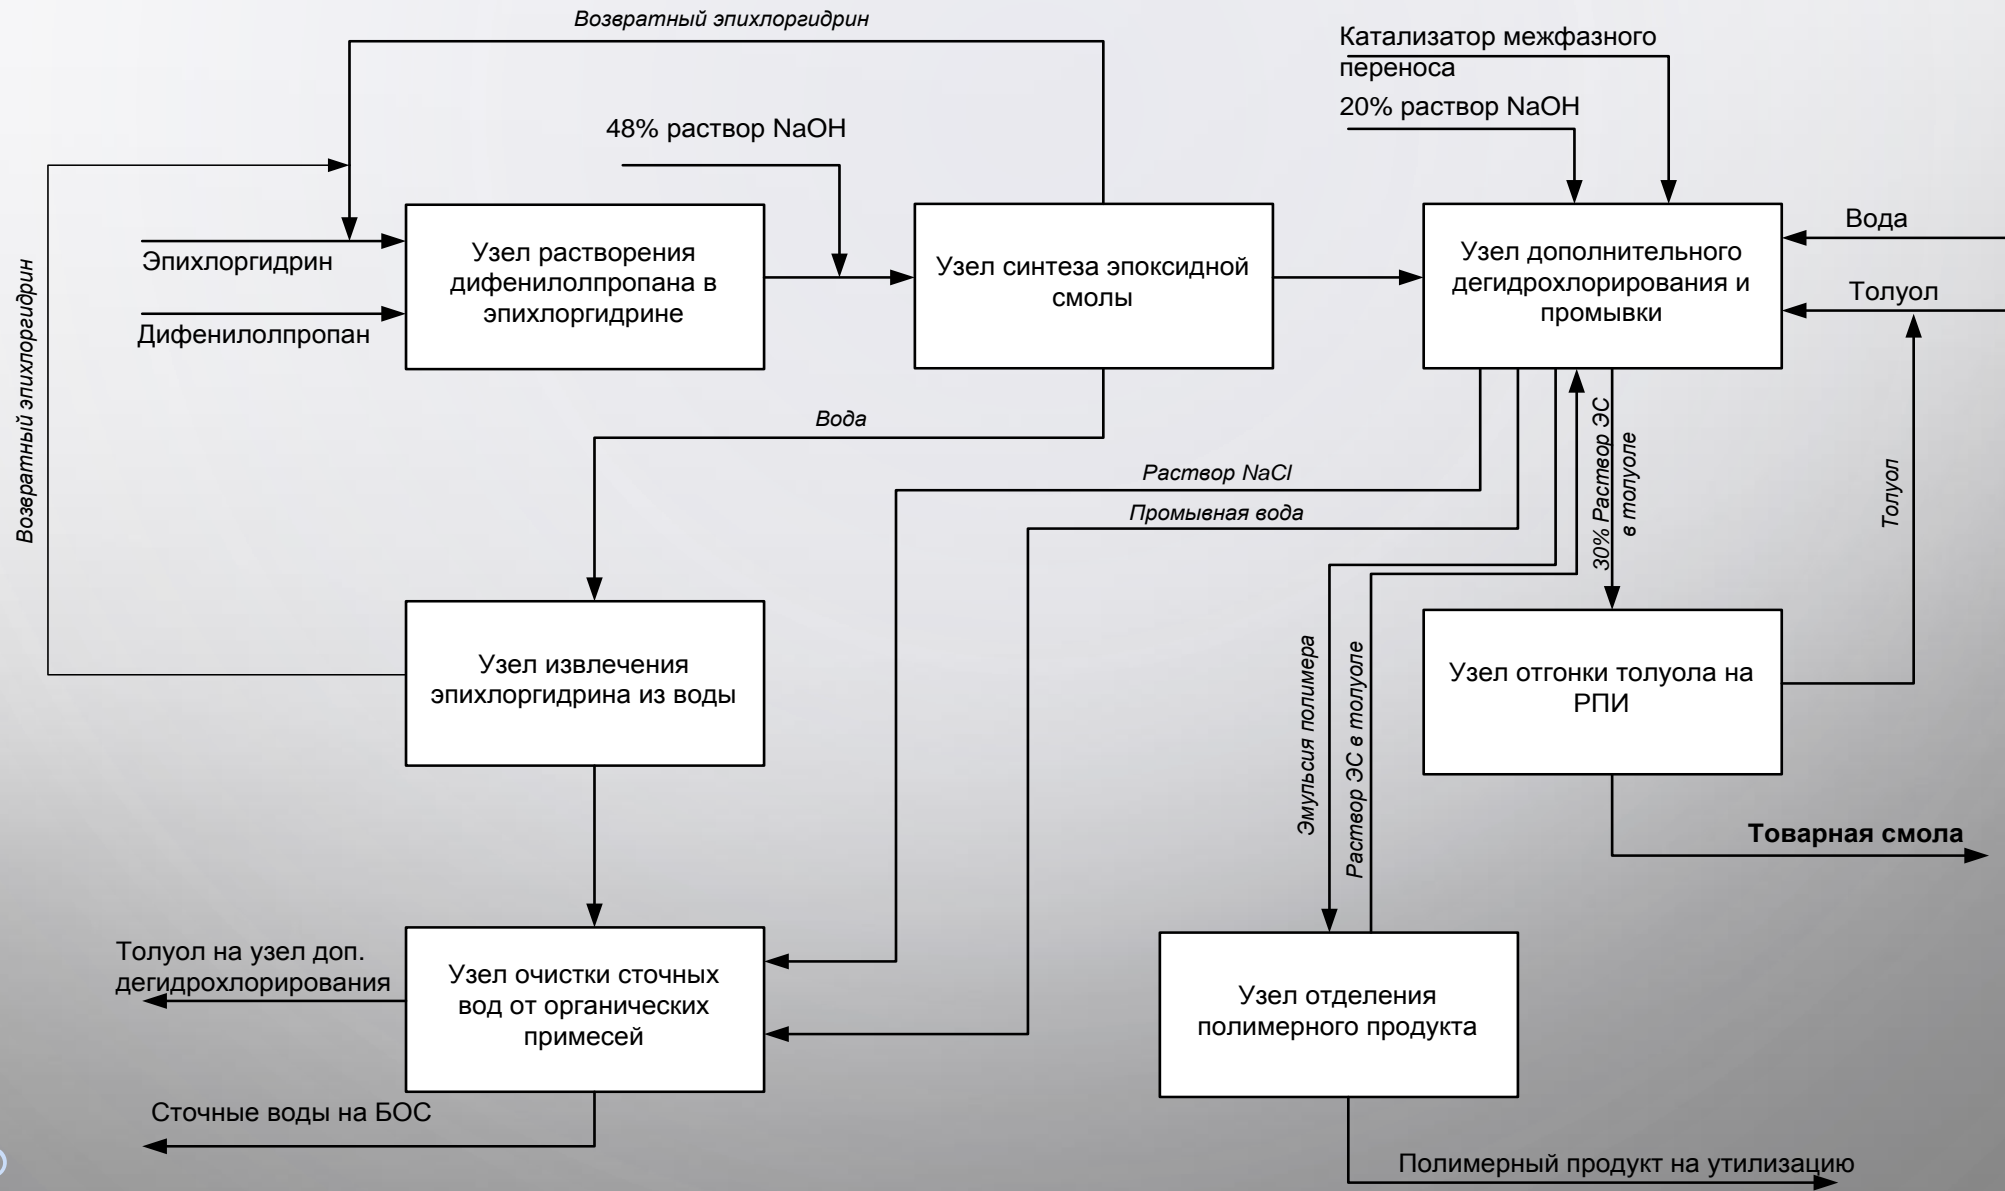 Возвратный эпихлоргидрин
Катализатор межфазного
переноса
20% раствор NaOH
48% раствор NaOH
Эпихлоргидрин
Дифенилолпропан
Узел растворения
дифенилолпропана в
эпихлоргидрине
Узел синтеза эпоксидной
смолы
Узел дополнительного
дегидрохлорирования и
промывки
Вода
Толуол
Возвратный эпихлоргидрин
Вода
Раствор NaCl
Промывная вода
30% Раствор ЭС
в толуоле
Толуол
Узел извлечения
эпихлоргидрина из воды
Эмульсия полимера
Раствор ЭС в толуоле
Узел отгонки толуола на
РПИ
Товарная смола
Толуол на узел доп.
дегидрохлорирования
Узел очистки сточных
вод от органических
примесей
Узел отделения
полимерного продукта
Сточные воды на БОС
Полимерный продукт на утилизацию